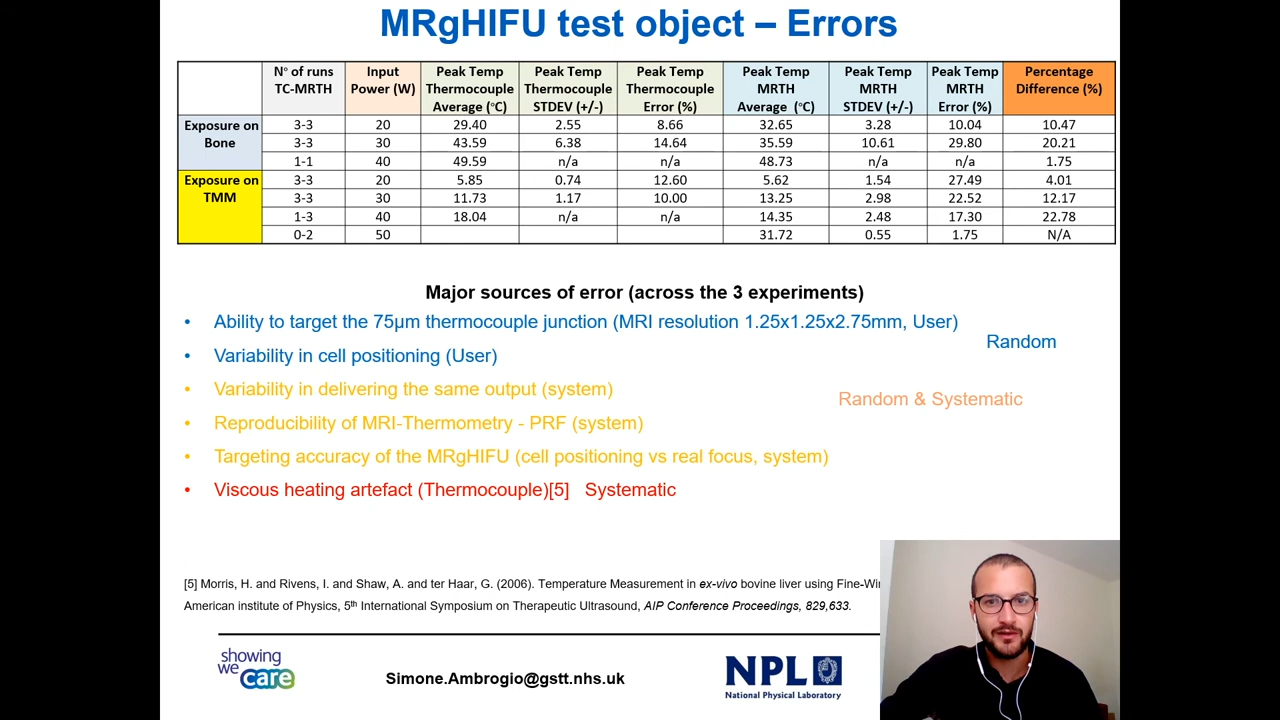 MRgHIFU test object – Errors
N° of runs TC-MRTH Input Power (W) Peak Temp Thermocouple Average (°C) Peak Temp Thermocouple STDEV (+/-) Peak Temp Thermocouple Error (%) Peak Temp MRTH Average (°C) Peak Temp MRTH STDEV (+/-) Peak Temp MRTH Error (%) Percentage Difference (%)
Exposure on Bone 3-3 20 29.40 2.55 8.66 32.65 3.28 10.04 10.47
3-3 30 43.59 6.38 14.64 35.59 10.61 29.80 20.21
1-1 40 49.59 n/a n/a 48.73 n/a n/a 1.75
Exposure on TMM 3-3 20 5.85 0.74 12.60 5.62 1.54 27.49 4.01
3-3 30 11.73 1.17 10.00 13.25 2.98 22.52 12.17
1-3 40 18.04 n/a n/a 14.35 2.48 17.30 22.78
0-2 50 31.72 0.55 1.75 N/A
Major sources of error (across the 3 experiments)
• Ability to target the 75µm thermocouple junction (MRI resolution 1.25x1.25x2.75mm, User)
Random
• Variability in cell positioning (User)
• Variability in delivering the same output (system)
Random & Systematic
• Reproducibility of MRI-Thermometry - PRF (system)
• Targeting accuracy of the MRgHIFU (cell positioning vs real focus, system)
• Viscous heating artefact (Thermocouple)[5] Systematic
[5] Morris, H. and Rivens, I. and Shaw, A. and ter Haar, G. (2006). Temperature Measurement in ex-vivo bovine liver using
American institute of Physics, 5th International Symposium on Therapeutic Ultrasound, AIP Conference Proceedings, 829,633.
showing
we care
Simone.Ambrogio@gstt.nhs.uk
NPL
National Physical Laboratory